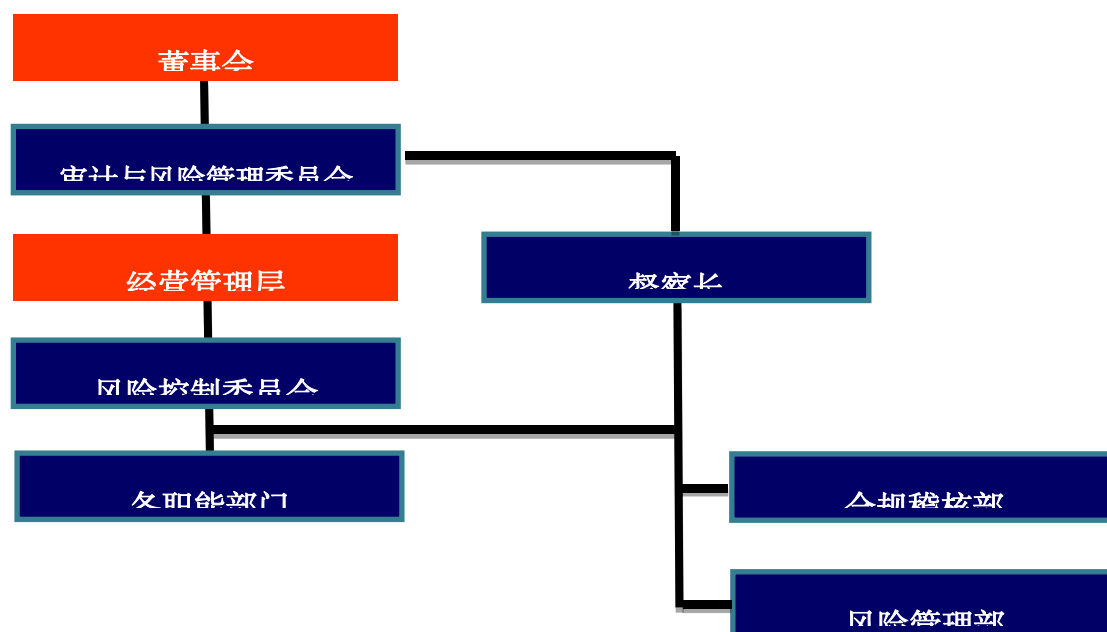 董事会
审计与风险管理委员会
经营管理层
督察长
风险控制委员会
各职能部门
合规稽核部
风险管理部